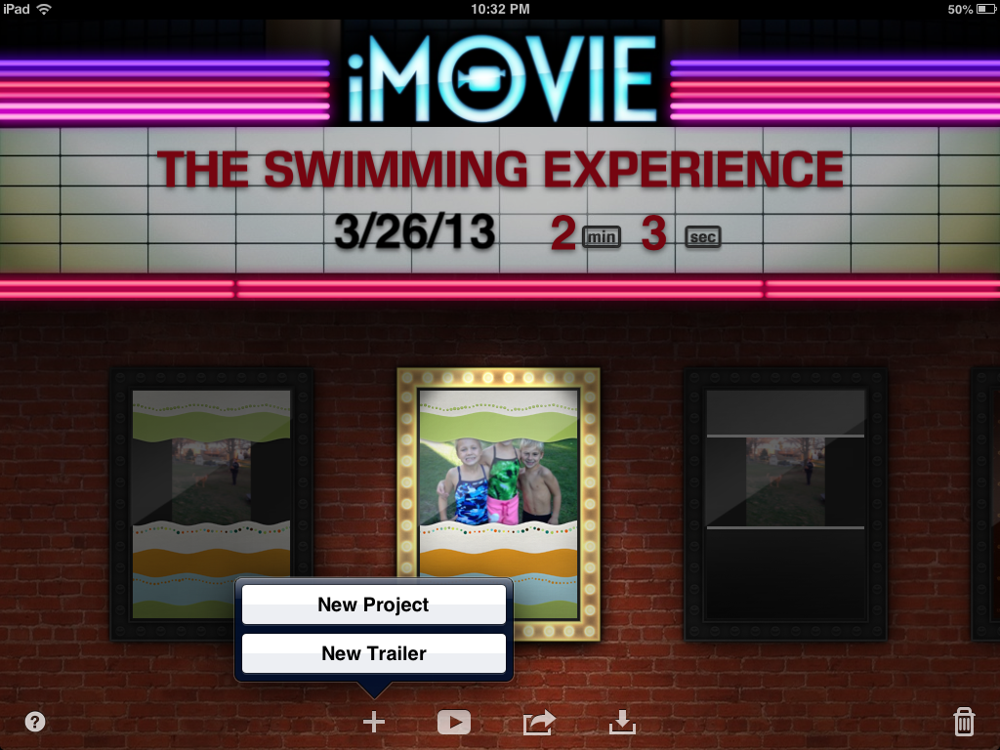 iPad 10:32 PM 50%
iMOVIE
THE SWIMMING EXPERIENCE
3/26/13 2 min 3 sec
New Project
New Trailer
?